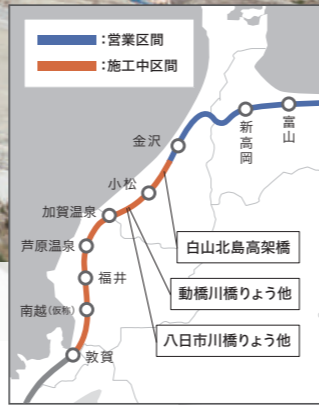 ：営業区間
：施工中区間
富山
新高岡
金沢
小松
加賀温泉
芦原温泉
福井
南越(仮称)
敦賀
白山北島高架橋
動橋川橋りょう他
八日市川橋りょう他